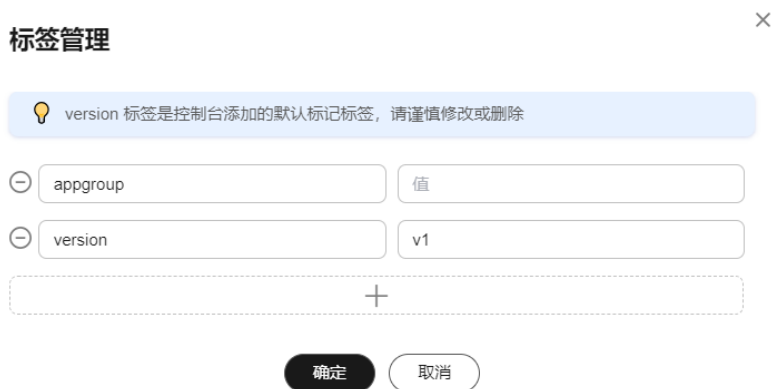 标签管理
version 标签是控制台添加的默认标记标签，请谨慎修改或删除
appgroup 值
version v1
确定 取消